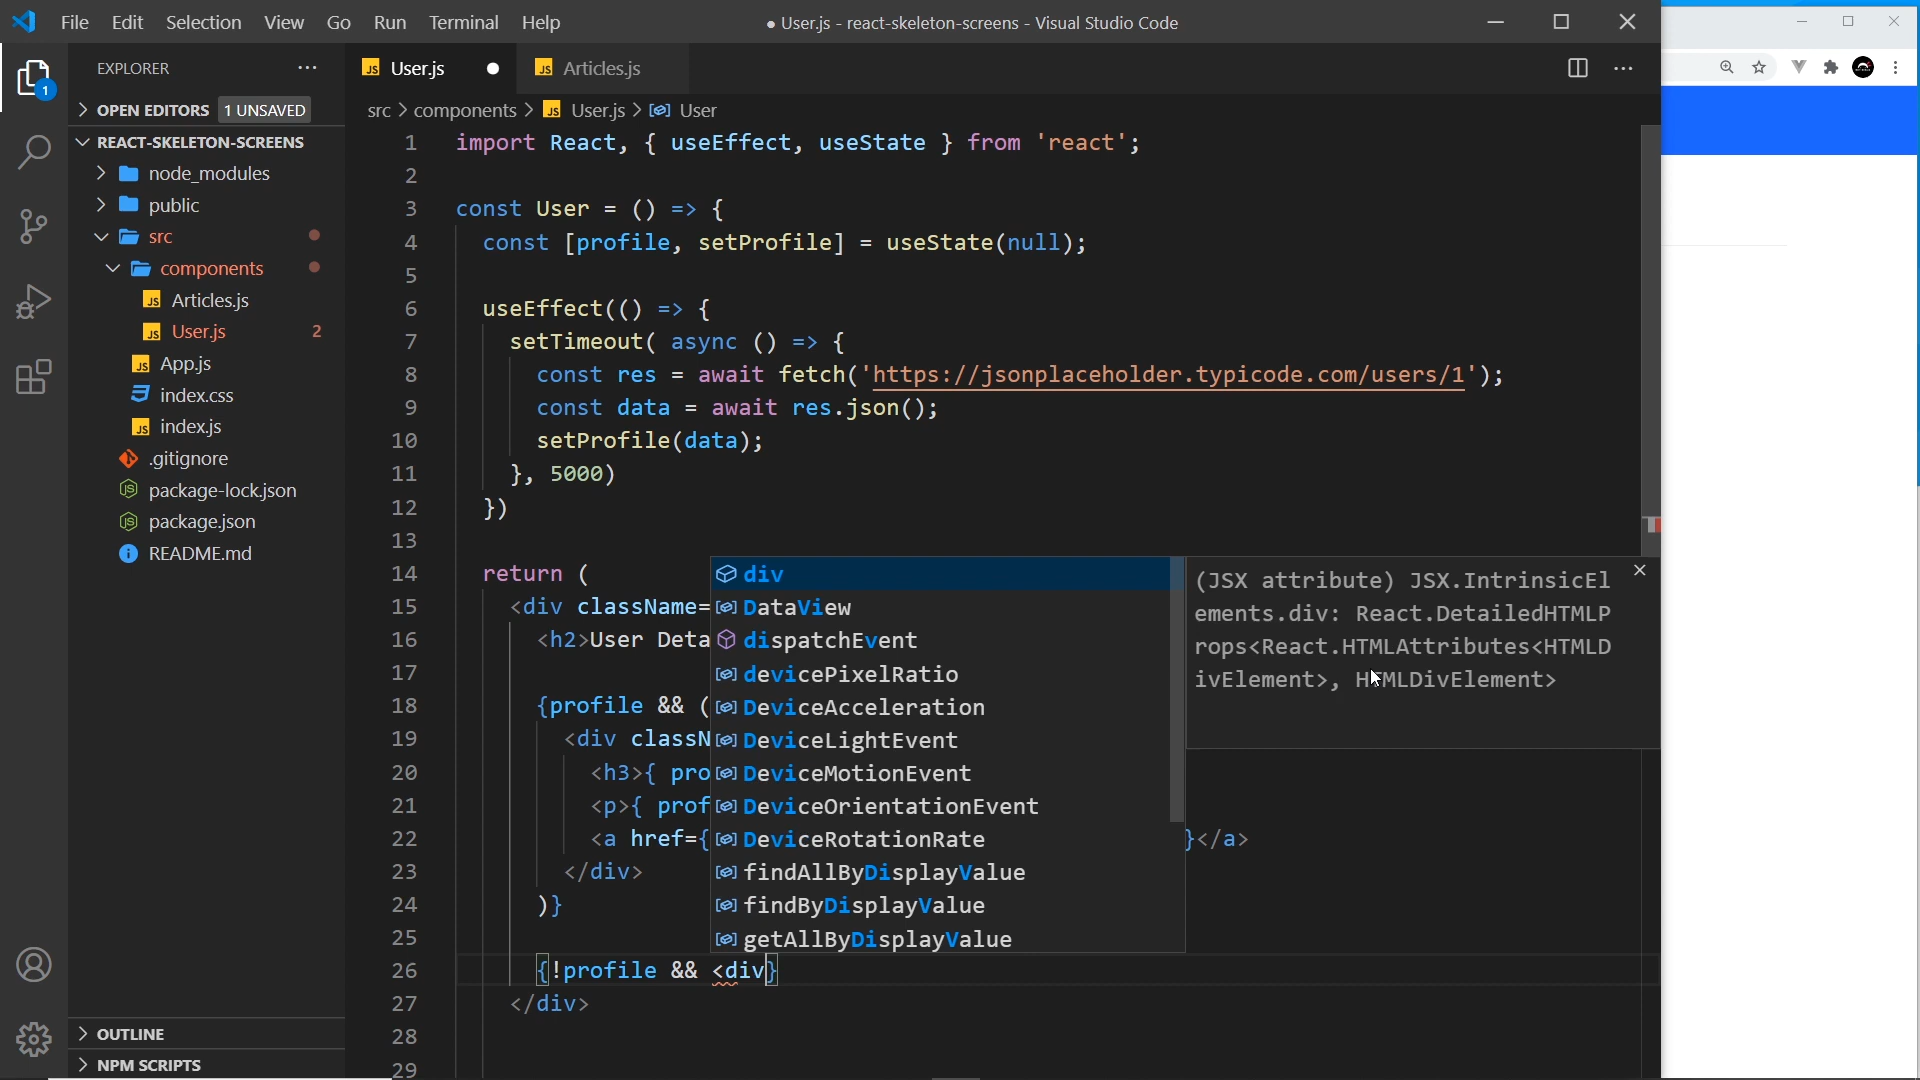 File Edit Selection View Go Run Terminal Help
● User.js - react-skeleton-screens - Visual Studio Code
EXPLORER
1
OPEN EDITORS 1 UNSAVED
REACT-SKELETON-SCREENS
node_modules
public
src
components
JS Articles.js
JS User.js 2
JS App.js
index.css
JS index.js
.gitignore
package-lock.json
package.json
README.md
OUTLINE
NPM SCRIPTS
JS User.js
JS Articles.js
src > components > JS User.js > User
1 import React, { useEffect, useState } from 'react';
2
3 const User = () => {
4 const [profile, setProfile] = useState(null);
5
6 useEffect(() => {
7 setTimeout( async () => {
8 const res = await fetch('https://jsonplaceholder.typicode.com/users/1');
9 const data = await res.json();
10 setProfile(data);
11 }, 5000)
12 })
13
14 return (
15 <div className=
16 <h2>User Deta
17
18 {profile && (
19 <div classN
20 <h3>{ pro
21 <p>{ prof
22 <a href={ }</a>
23 </div>
24 )}
25
26 {!profile && <div}
27 </div>
28
29
div
DataView
dispatchEvent
devicePixelRatio
DeviceAcceleration
DeviceLightEvent
DeviceMotionEvent
DeviceOrientationEvent
DeviceRotationRate
findAllByDisplayValue
findByDisplayValue
getAllByDisplayValue
(JSX attribute) JSX.IntrinsicEl
ements.div: React.DetailedHTMLP
rops<React.HTMLAttributes<HTMLD
ivElement>, HTMLDivElement>